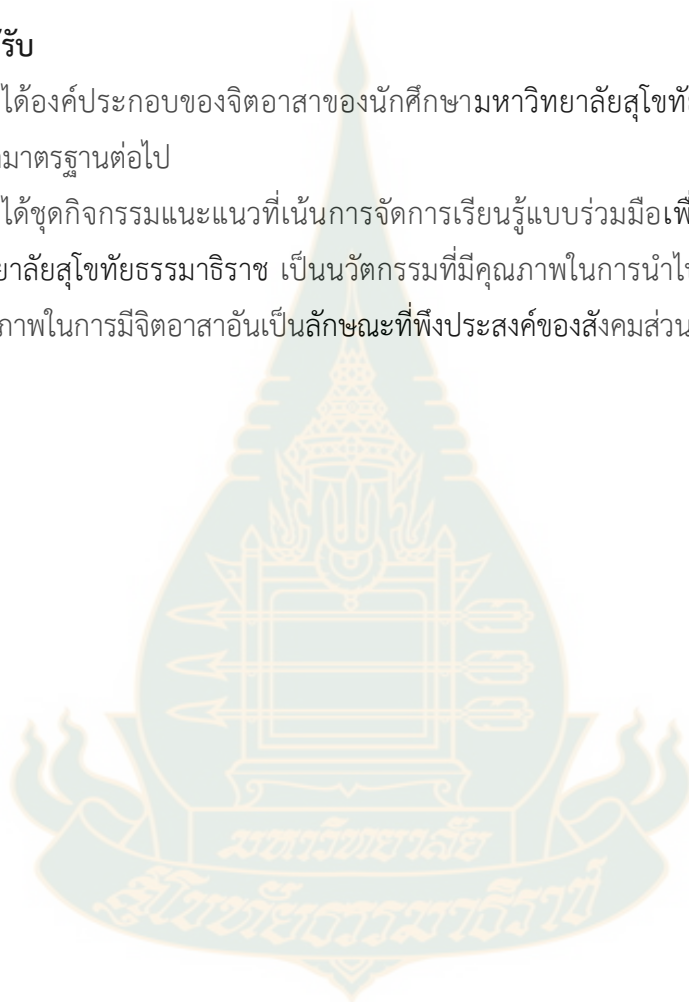 รับ
ได้องค์ประกอบของจิตอาสาของนักศึกษามหาวิทยาลัยสุโขทัย
มาตรฐานต่อไป
ได้ชุดกิจกรรมแนะแนวที่เน้นการจัดการเรียนรู้แบบร่วมมือเพื่
ยาลัยสุโขทัยธรรมาธิราช เป็นนวัตกรรมที่มีคุณภาพในการนำไป
ภาพในการมีจิตอาสาอันเป็นลักษณะที่พึงประสงค์ของสังคมส่วน
มหาวิทยาลัย
สุโขทัยธรรมาธิราช